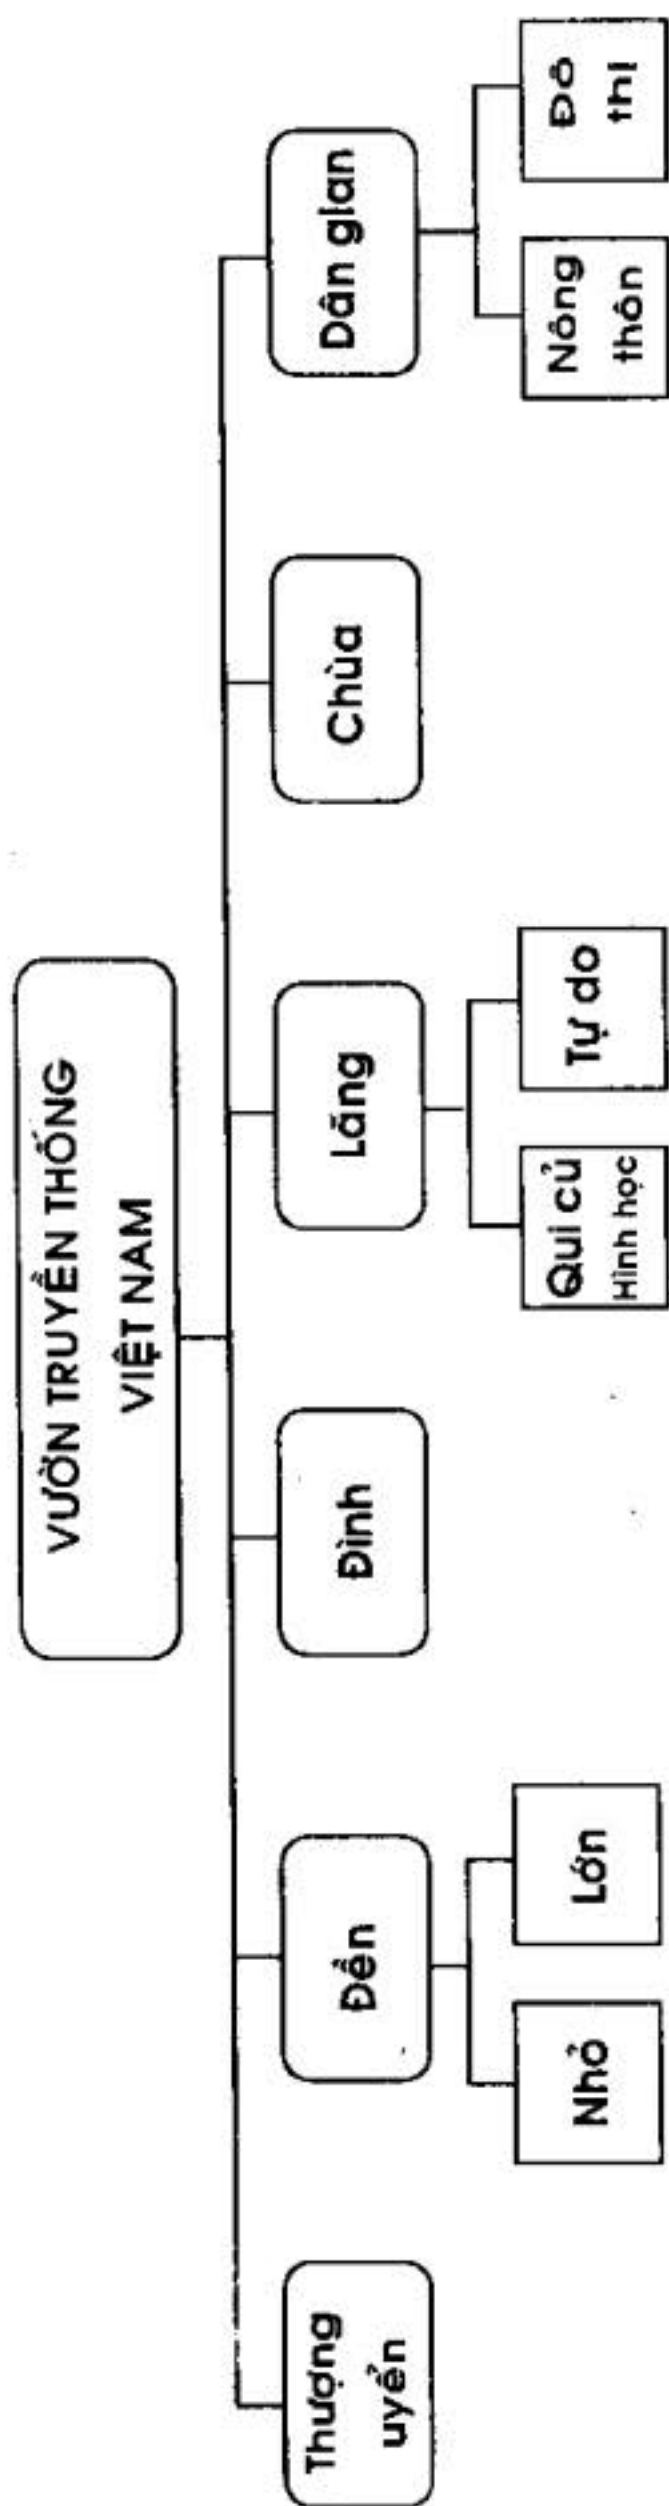 VƯỜN TRUYỀN THỐNG
VIỆT NAM
Thượng
uyển
Đền
Đình
Lăng
Chùa
Dân gian
Nhỏ
Lớn
Qui củ
Hình học
Tự do
Nông
thôn
Đô
thị